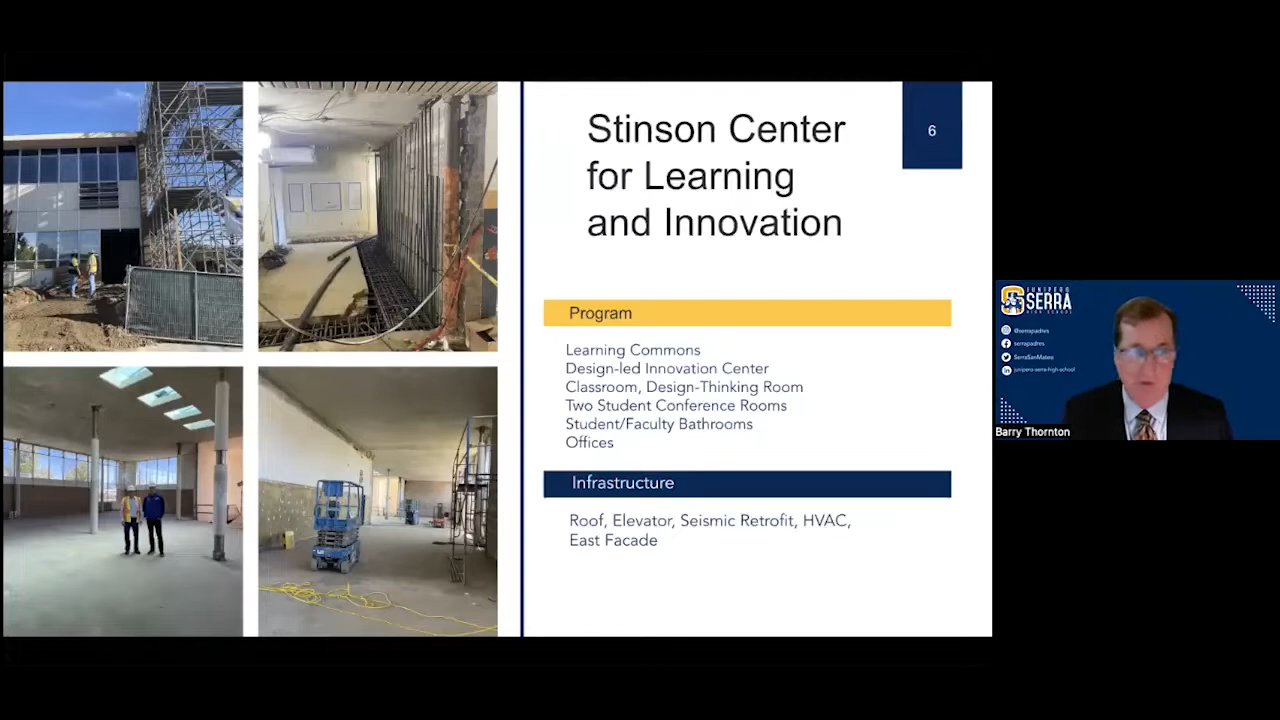 Stinson Center
for Learning
and Innovation
6
Program
Learning Commons
Design-led Innovation Center
Classroom, Design-Thinking Room
Two Student Conference Rooms
Student/Faculty Bathrooms
Offices
Infrastructure
Roof, Elevator, Seismic Retrofit, HVAC,
East Facade
JUNIPERO
SERRA
HIGH SCHOOL
@serrapadres
serrapadres
SerraSanMateo
junipero-serra-high-school
Barry Thornton